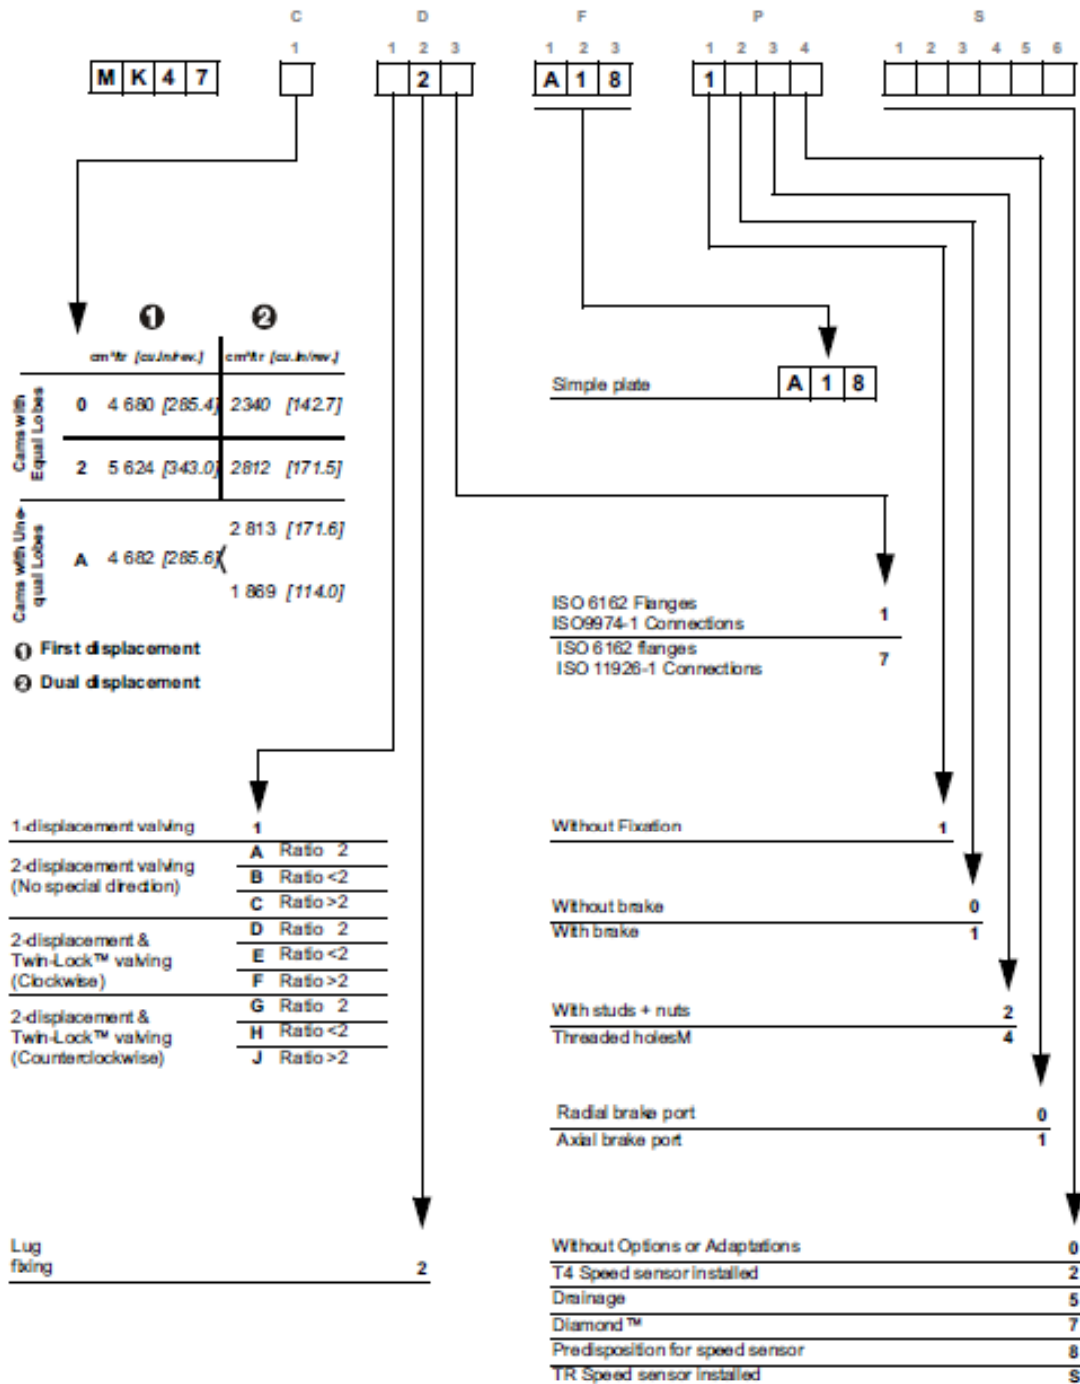 C D F P S
1 1 2 3 1 2 3 1 2 3 4 1 2 3 4 5 6
M K 4 7 2 A 1 8 1
❶ ❷
cm³/tr [cu.in/rev.] cm³/tr [cu.in/rev.]
Cams with Equal Lobes
0 4 680 [285.4] 2340 [142.7]
2 5 624 [343.0] 2812 [171.5]
Cams with Une-
qual Lobes
2 813 [171.6]
A 4 682 [285.6]
1 869 [114.0]
❶ First displacement
❷ Dual displacement
Simple plate A 1 8
ISO 6162 Flanges
ISO9974-1 Connections 1
ISO 6162 flanges
ISO 11926-1 Connections 7
1-displacement valving 1
2-displacement valving
(No special direction)
A Ratio 2
B Ratio <2
C Ratio >2
2-displacement &
Twin-Lock™ valving
(Clockwise)
D Ratio 2
E Ratio <2
F Ratio >2
2-displacement &
Twin-Lock™ valving
(Counterclockwise)
G Ratio 2
H Ratio <2
J Ratio >2
Lug
fixing 2
Without Fixation 1
Without brake 0
With brake 1
With studs + nuts 2
Threaded holesM 4
Radial brake port 0
Axial brake port 1
Without Options or Adaptations 0
T4 Speed sensor installed 2
Drainage 5
Diamond™ 7
Predisposition for speed sensor 8
TR Speed sensor installed S